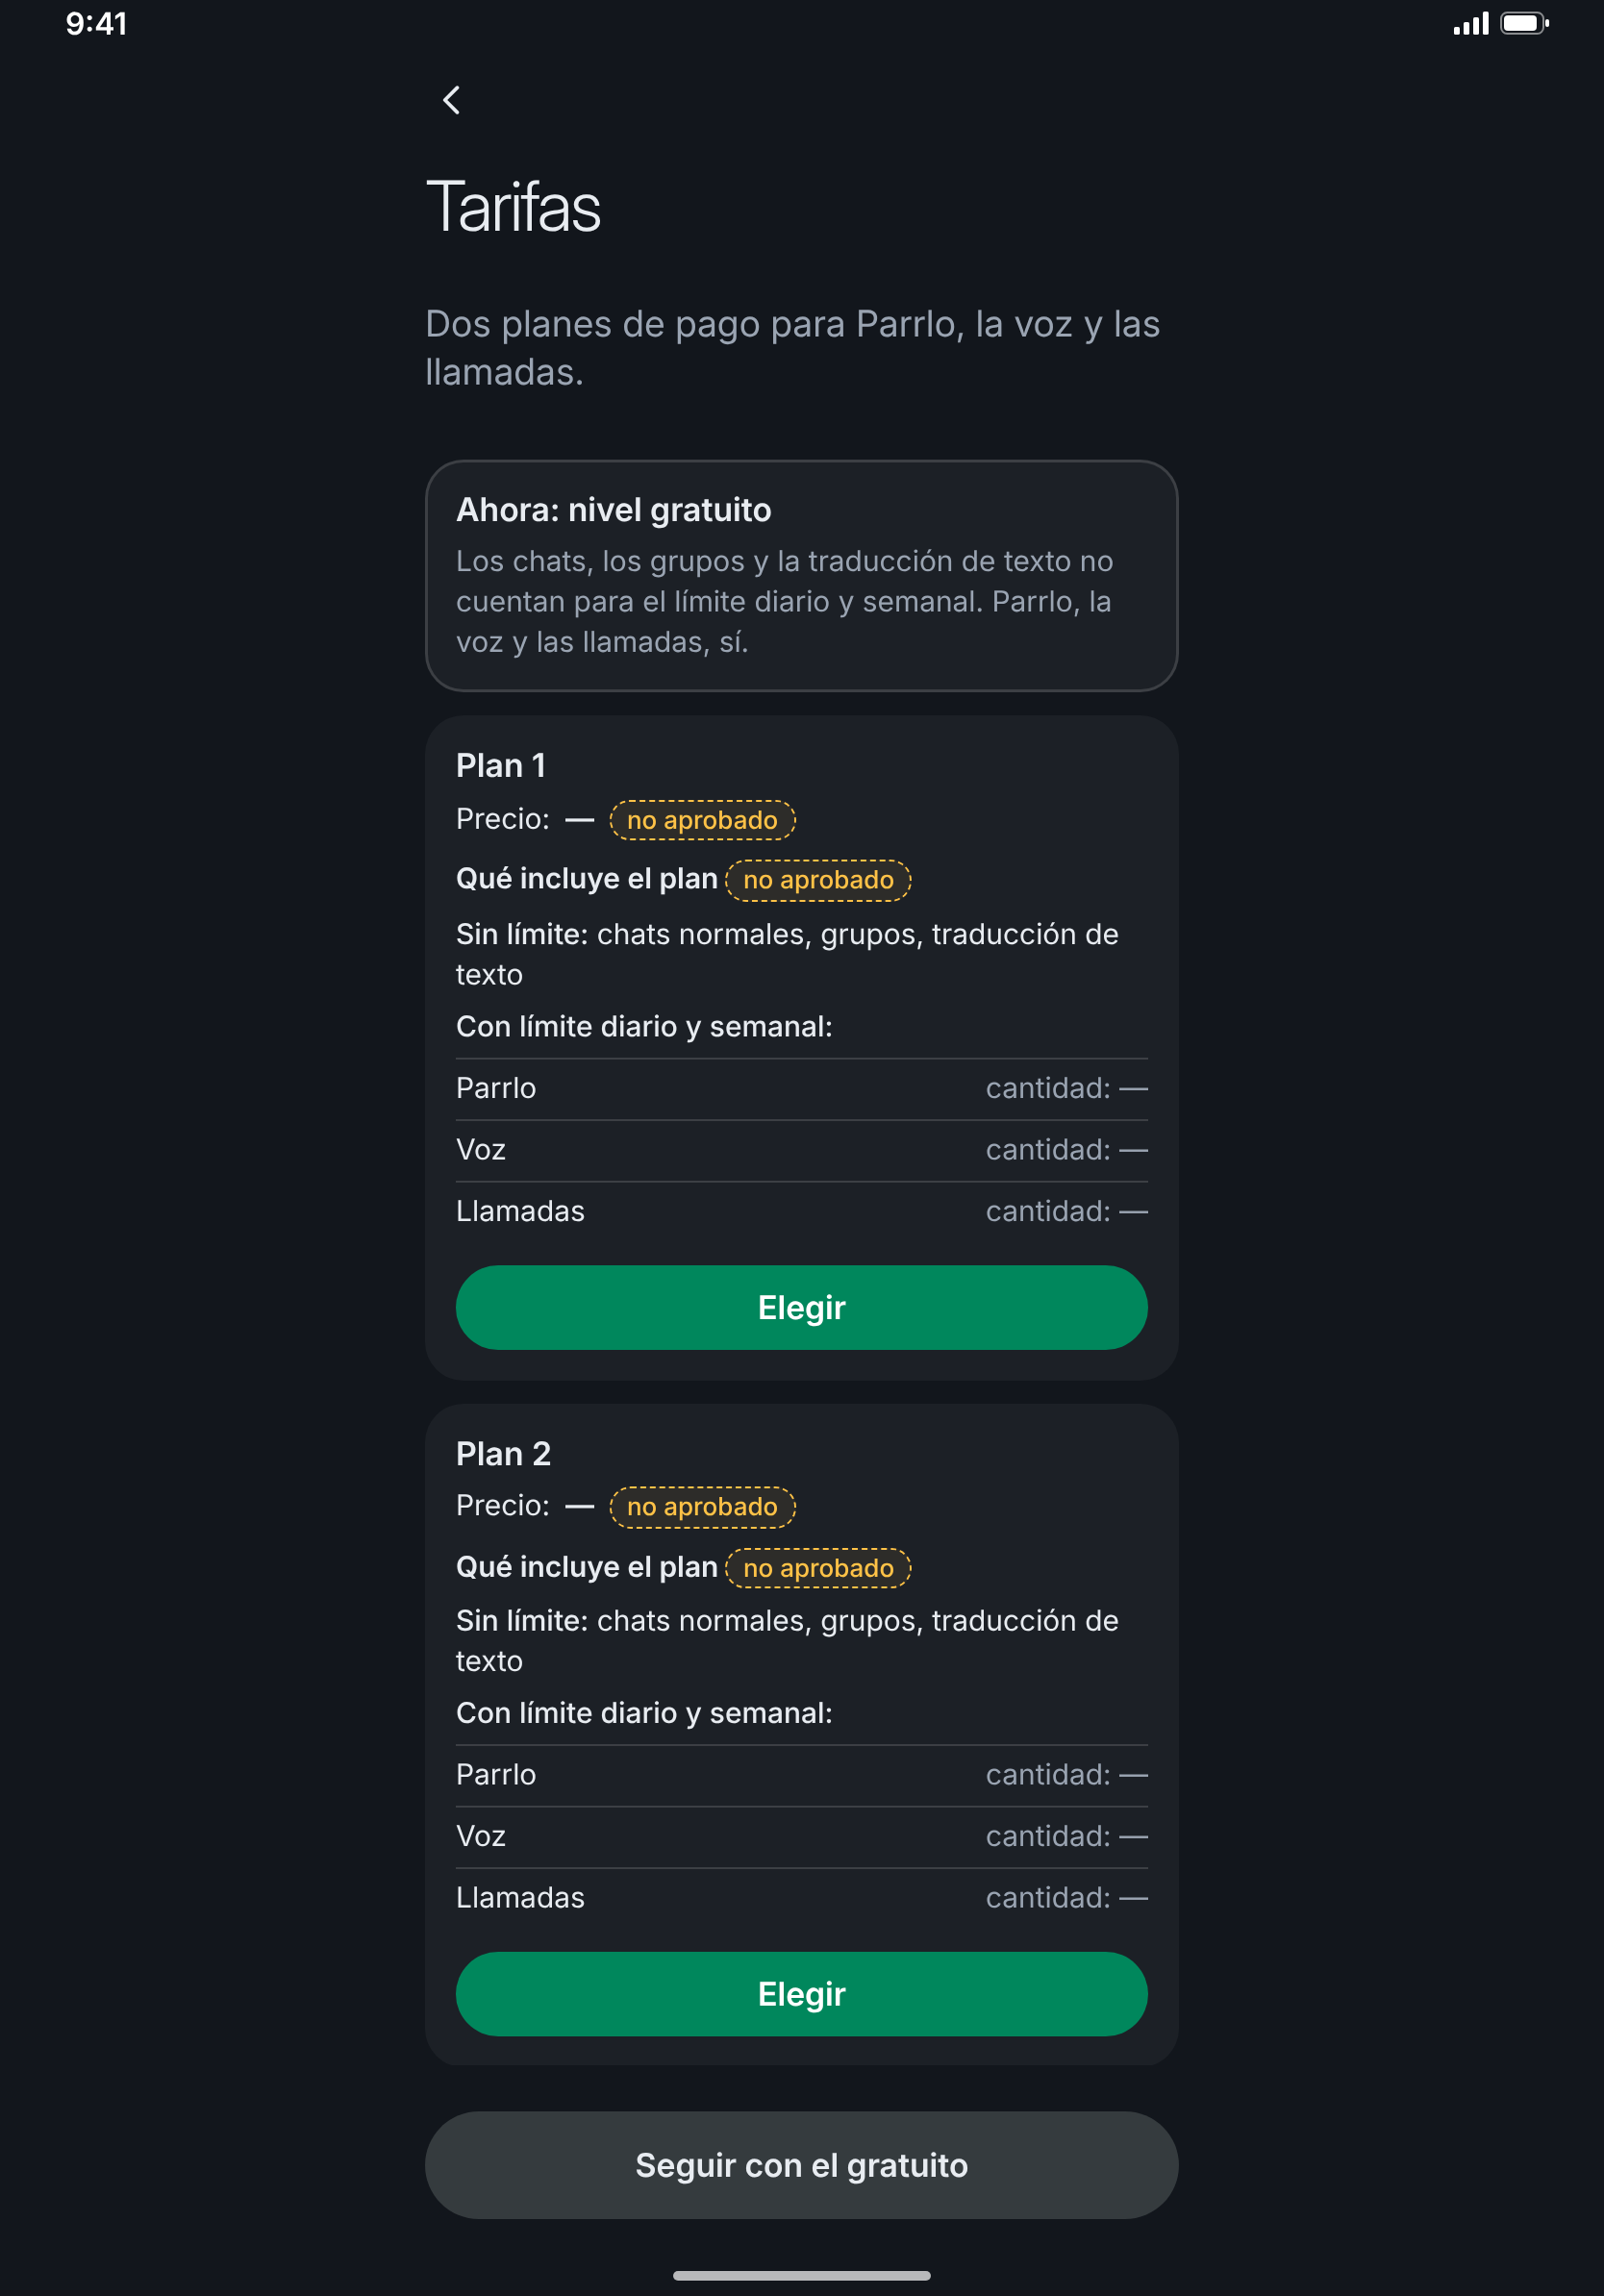 9:41
Tarifas
Dos planes de pago para Parrlo, la voz y las
llamadas.
Ahora: nivel gratuito
Los chats, los grupos y la traducción de texto no
cuentan para el límite diario y semanal. Parrlo, la
voz y las llamadas, sí.
Plan 1
Precio: — no aprobado
Qué incluye el plan no aprobado
Sin límite: chats normales, grupos, traducción de
texto
Con límite diario y semanal:
Parrlo cantidad: —
Voz cantidad: —
Llamadas cantidad: —
Elegir
Plan 2
Precio: — no aprobado
Qué incluye el plan no aprobado
Sin límite: chats normales, grupos, traducción de
texto
Con límite diario y semanal:
Parrlo cantidad: —
Voz cantidad: —
Llamadas cantidad: —
Elegir
Seguir con el gratuito